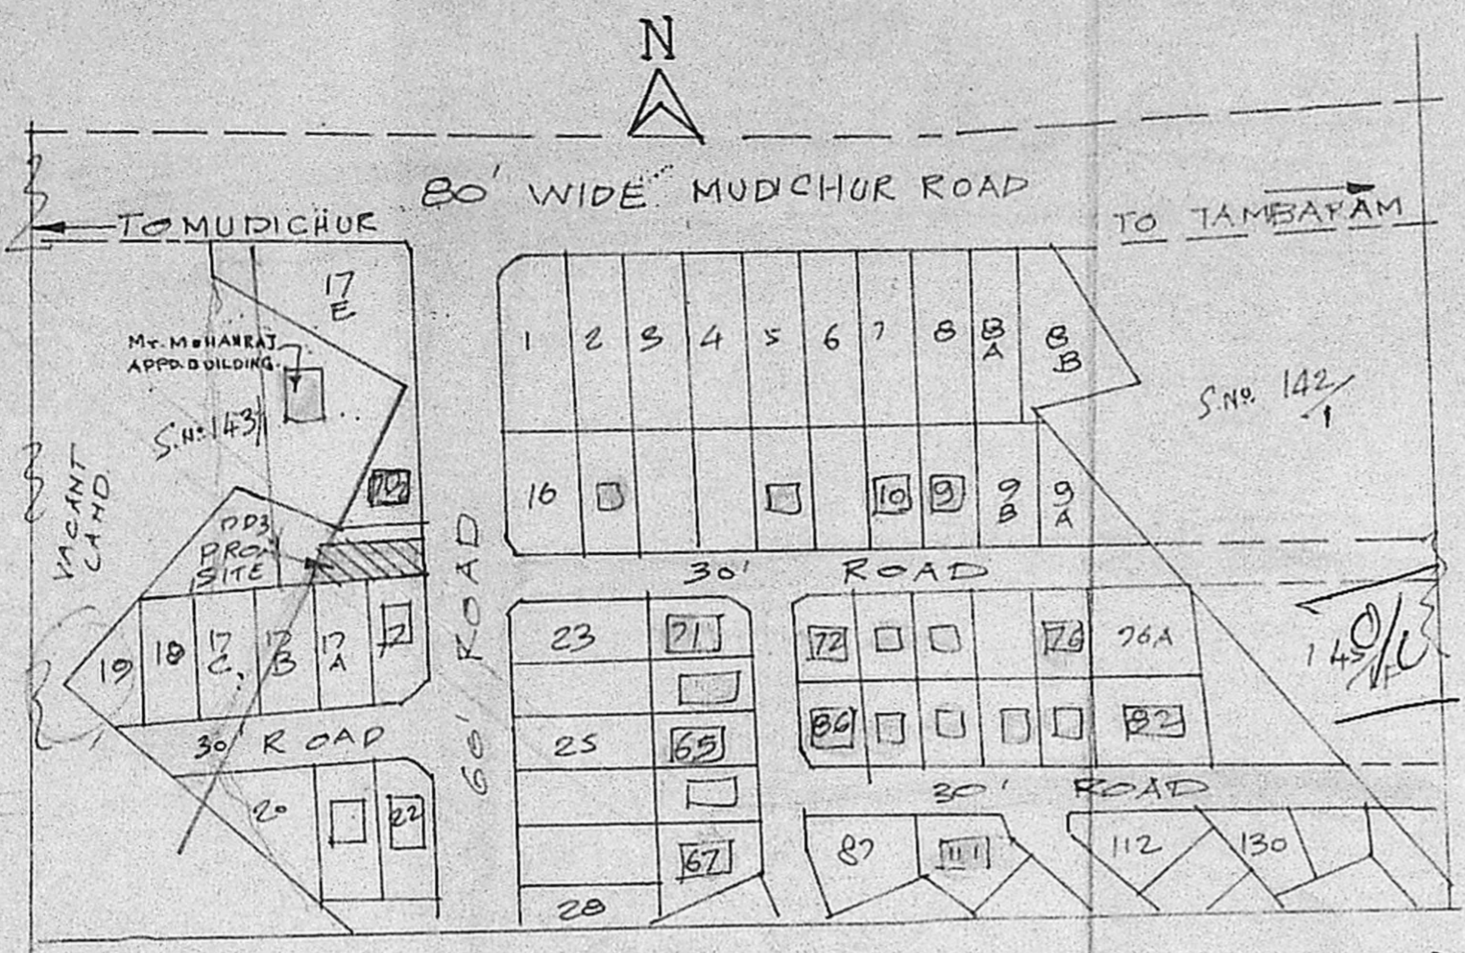 N
80' WIDE MUDICHUR ROAD
TO MUDICHUR
TO TAMBARAM
17
E
1 2 3 4 5 6 7 8 8 8
A B
Mr. MOHANRAJ
APPD. BUILDING.
S.No. 143/
S.No. 142/
1
VACANT
LAND
16 10 9 9 9
B A
PRO
SITE
60' ROAD
30' ROAD
19 18 17 17 17 17
C. B A
23 71 72 76 76A
25 65 86 82
30' ROAD
30' ROAD
20 22
67 87 111 112 130
28